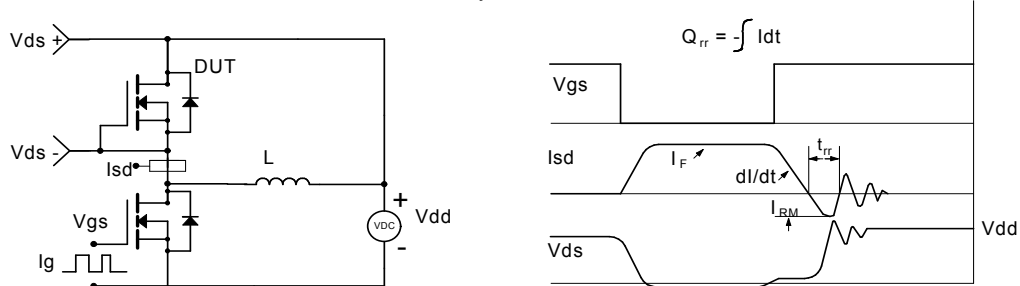 Vds +
DUT
Vds -
Isd
L
Vgs
Ig
VDC
+
-
Vdd
Q rr = - ∫ Idt
Vgs
Isd
I F
dI/dt
t rr
I RM
Vdd
Vds